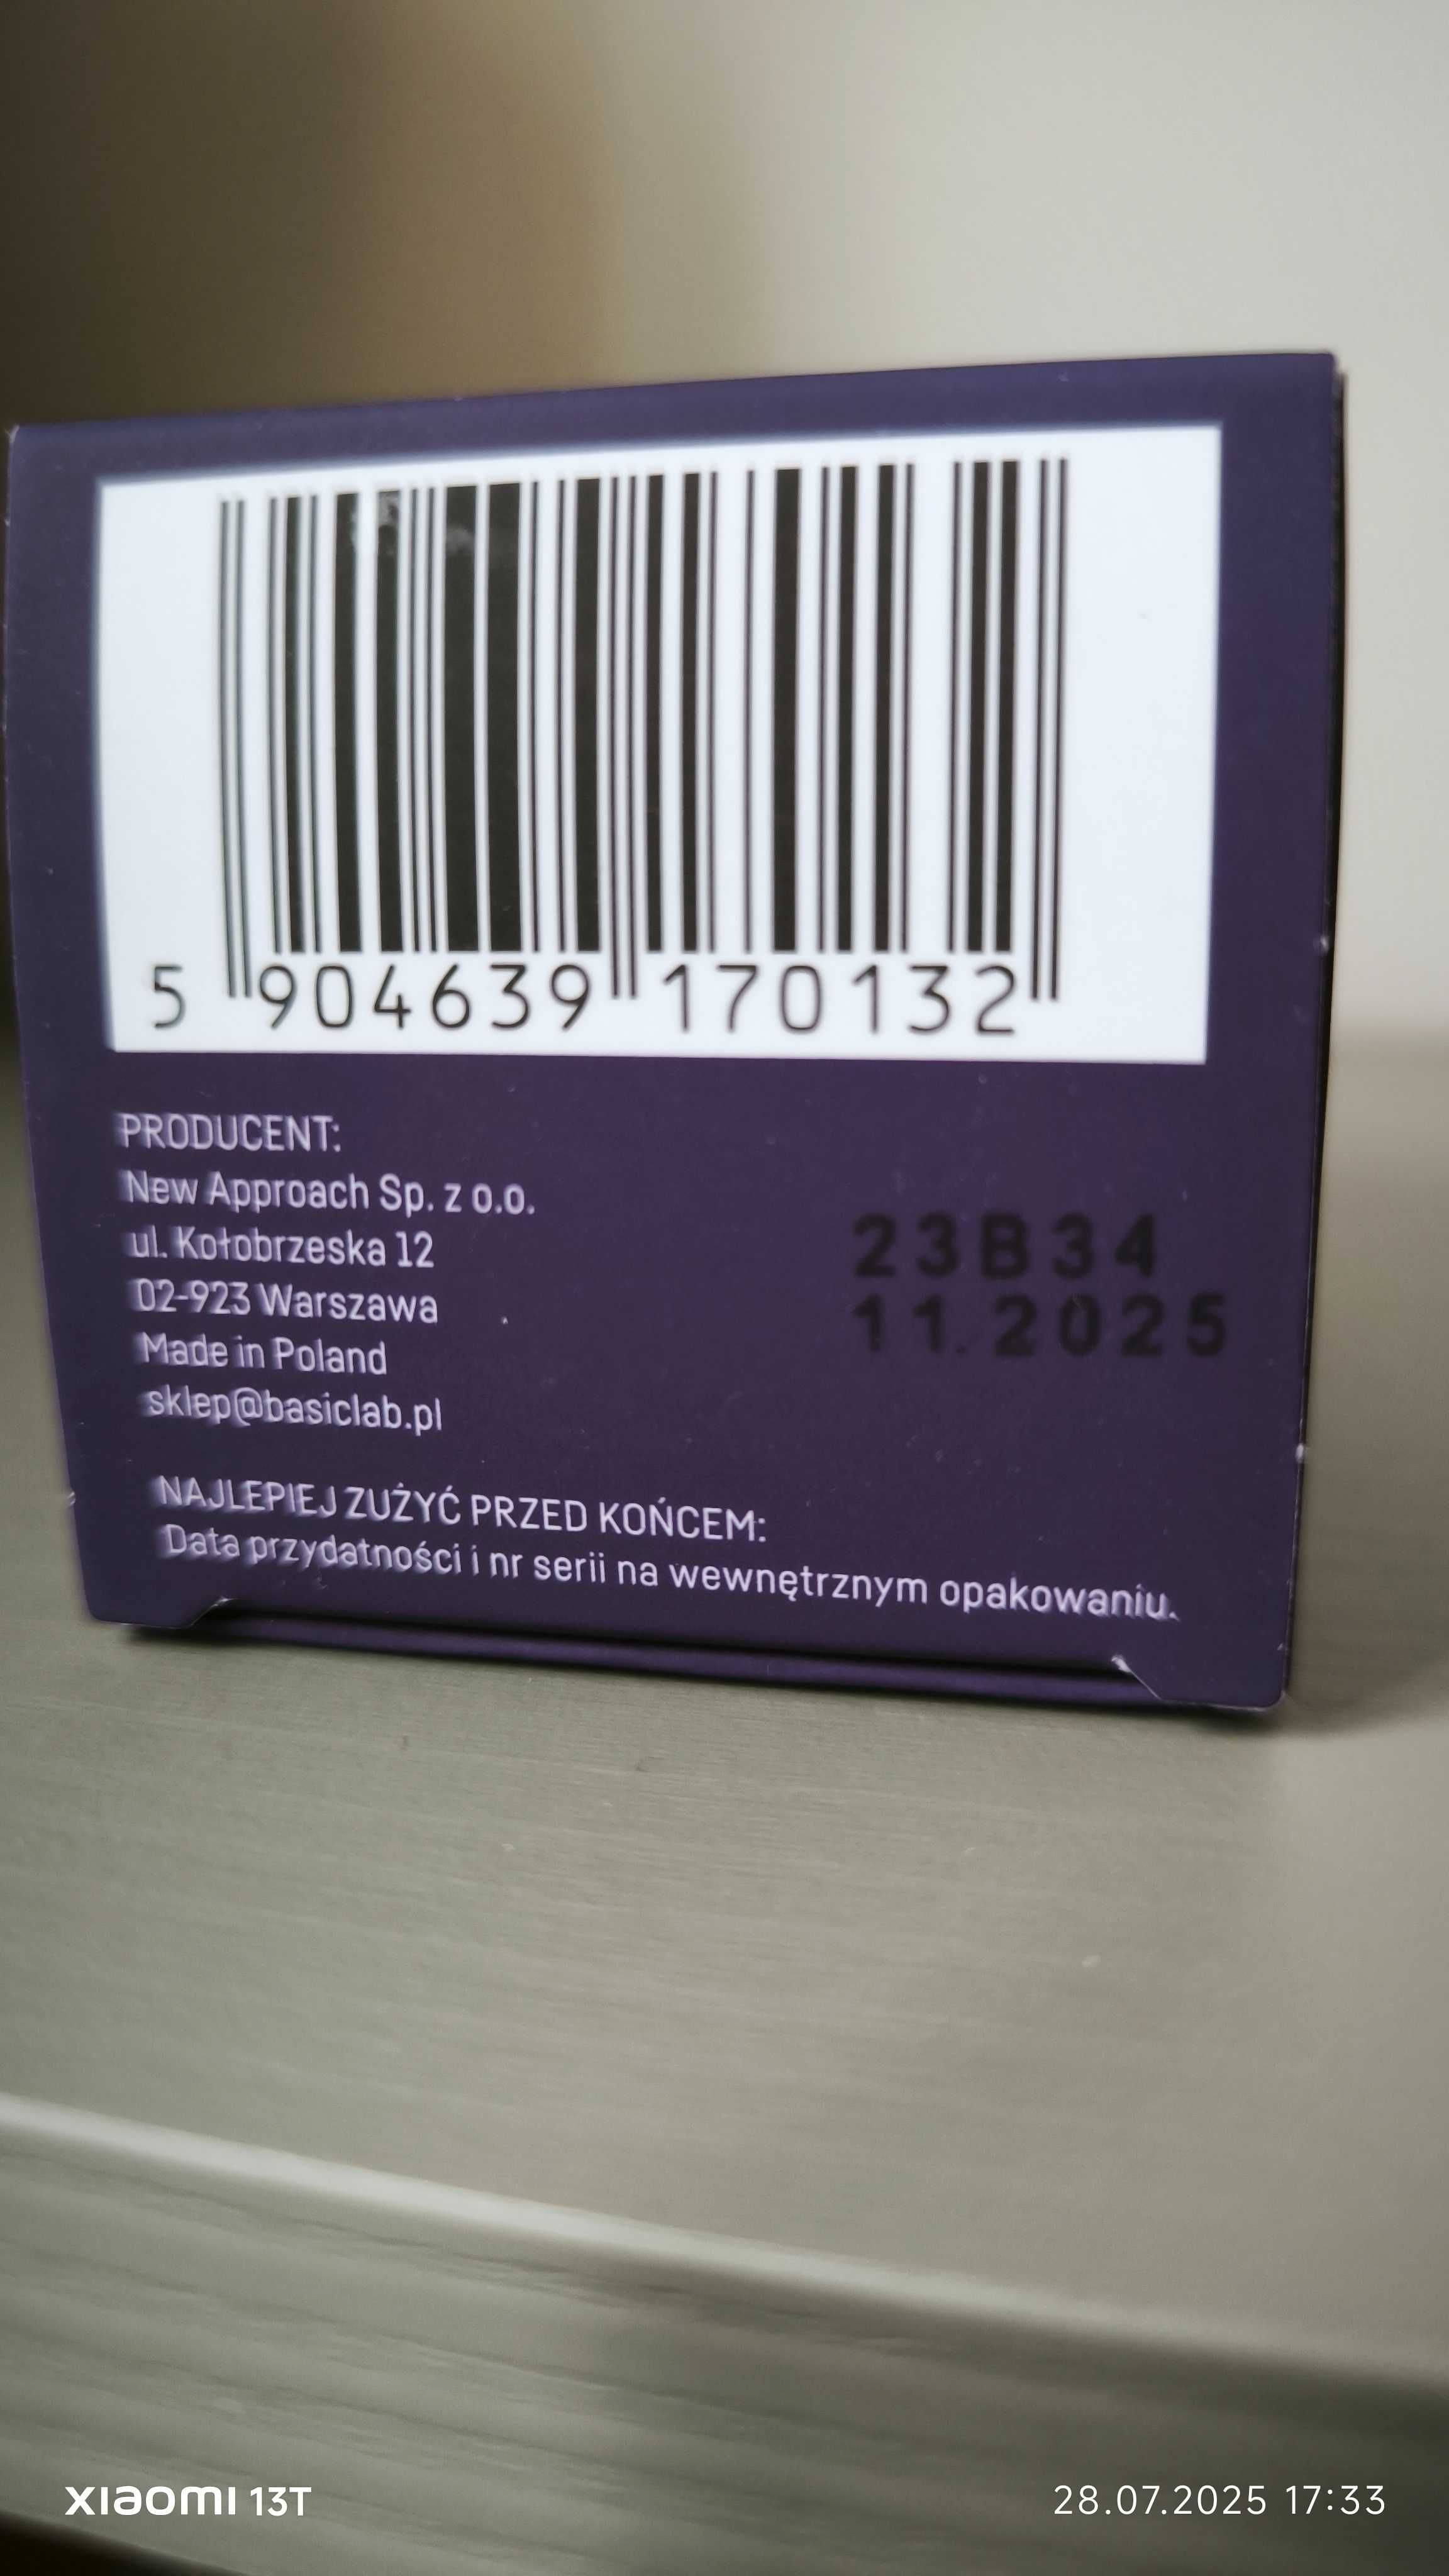 5 904639 170132
PRODUCENT:
New Approach Sp. z o.o.
ul. Kołobrzeska 12
02-923 Warszawa
Made in Poland
sklep@basiclab.pl
23B34
11.2025
NAJLEPIEJ ZUŻYĆ PRZED KOŃCEM:
Data przydatności i nr serii na wewnętrznym opakowaniu.
XIAOMI 13T
28.07.2025 17:33